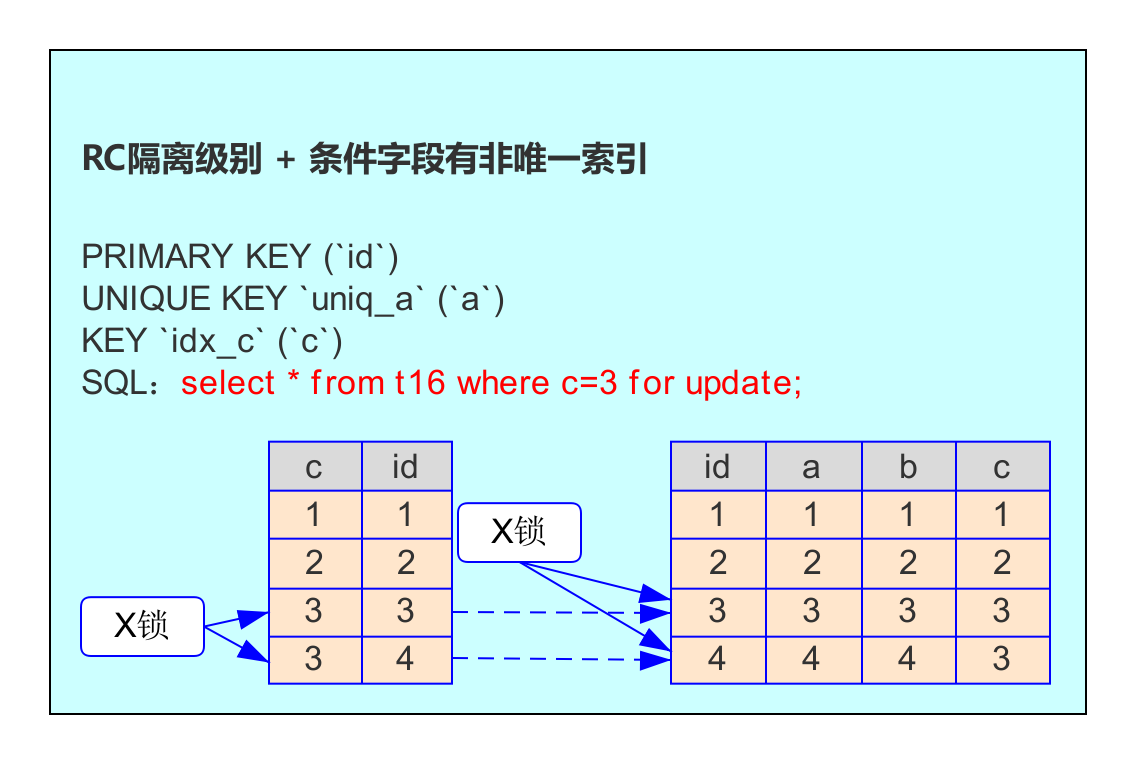 RC隔离级别 + 条件字段有非唯一索引
PRIMARY KEY (`id`)
UNIQUE KEY `uniq_a` (`a`)
KEY `idx_c` (`c`)
SQL：select * from t16 where c=3 for update;
c id
1 1
2 2
3 3
3 4
X锁
X锁
id a b c
1 1 1 1
2 2 2 2
3 3 3 3
4 4 4 3